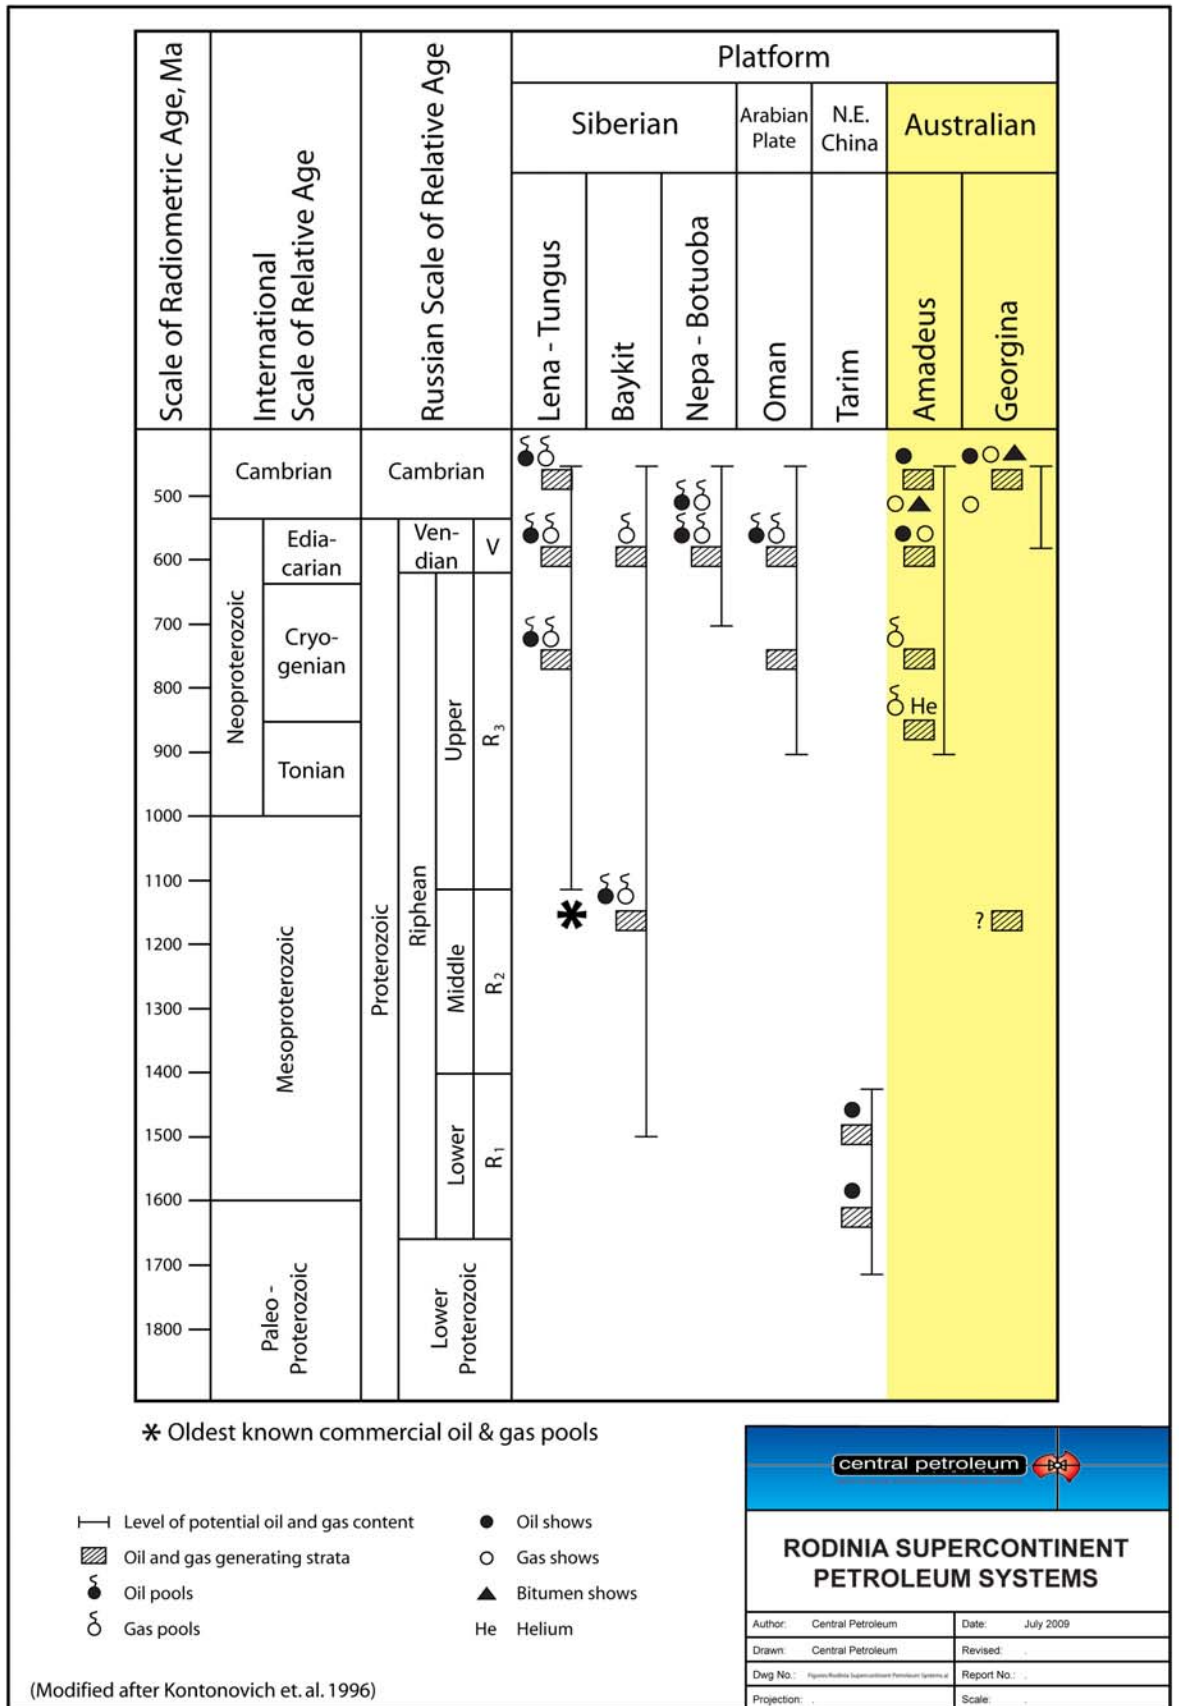 Scale of Radiometric Age, Ma
International
Scale of Relative Age
Russian Scale of Relative Age
Platform
Siberian
Arabian
Plate
N.E.
China
Australian
Lena - Tungus
Baykit
Nepa - Botuoba
Oman
Tarim
Amadeus
Georgina
500
600
700
800
900
1000
1100
1200
1300
1400
1500
1600
1700
1800
Cambrian
Neoproterozoic
Edia-
carian
Cryo-
genian
Tonian
Mesoproterozoic
Paleo -
Proterozoic
Cambrian
Proterozoic
Ven-
dian
V
Riphean
Upper
R3
Middle
R2
Lower
R1
Lower
Proterozoic
*
He
?
* Oldest known commercial oil & gas pools
Level of potential oil and gas content
Oil and gas generating strata
Oil pools
Gas pools
Oil shows
Gas shows
Bitumen shows
He Helium
(Modified after Kontonovich et. al. 1996)
central petroleum
RODINIA SUPERCONTINENT
PETROLEUM SYSTEMS
Author: Central Petroleum
Date: July 2009
Drawn: Central Petroleum
Revised: .
Dwg No.: Figures/Rodinia Supercontinent Petroleum Systems.ai
Report No.: .
Projection: .
Scale: .